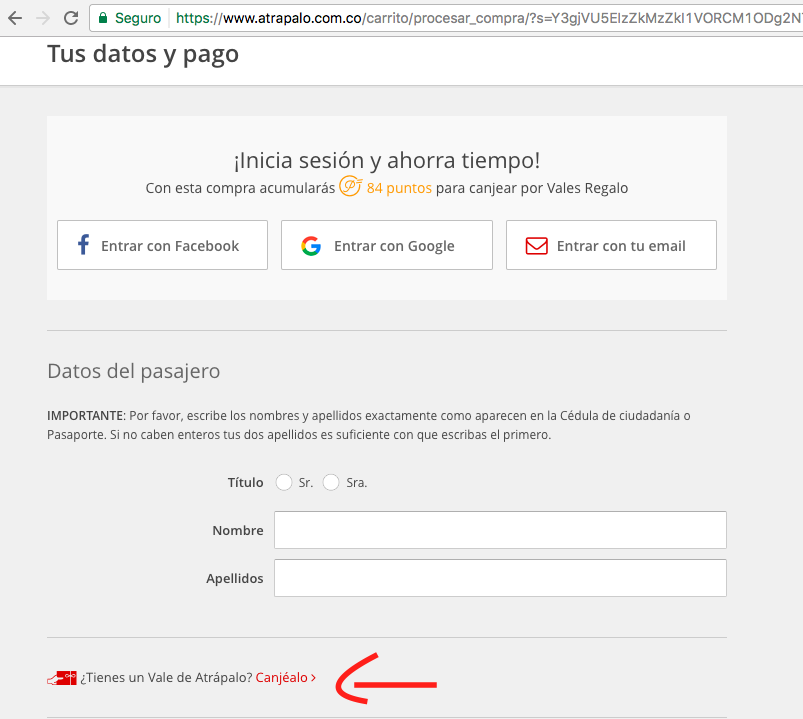 Seguro https://www.atrapalo.com.co/carrito/procesar_compra/?s=Y3gjVU5ElzZkMzZkI1VORCM1ODg2N
Tus datos y pago
¡Inicia sesión y ahorra tiempo!
Con esta compra acumularás 84 puntos para canjear por Vales Regalo
Entrar con Facebook Entrar con Google Entrar con tu email
Datos del pasajero
IMPORTANTE: Por favor, escribe los nombres y apellidos exactamente como aparecen en la Cédula de ciudadanía o
Pasaporte. Si no caben enteros tus dos apellidos es suficiente con que escribas el primero.
Título Sr. Sra.
Nombre
Apellidos
¿Tienes un Vale de Atrápalo? Canjéalo >